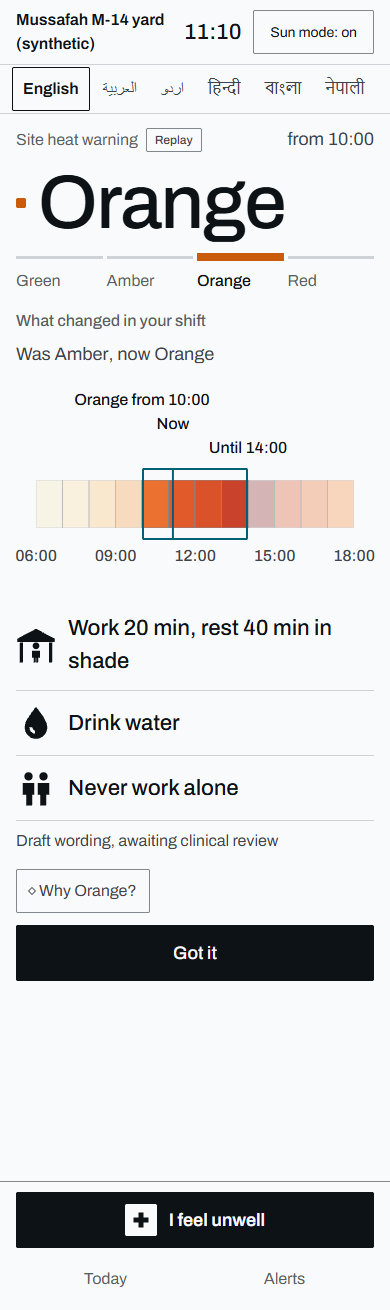 Mussafah M-14 yard
(synthetic)
11:10
Sun mode: on
English
العربية
اردو
हिन्दी
বাংলা
नेपाली
Site heat warning
Replay
from 10:00
Orange
Green
Amber
Orange
Red
What changed in your shift
Was Amber, now Orange
Orange from 10:00
Now
Until 14:00
06:00
09:00
12:00
15:00
18:00
Work 20 min, rest 40 min in
shade
Drink water
Never work alone
Draft wording, awaiting clinical review
Why Orange?
Got it
I feel unwell
Today
Alerts